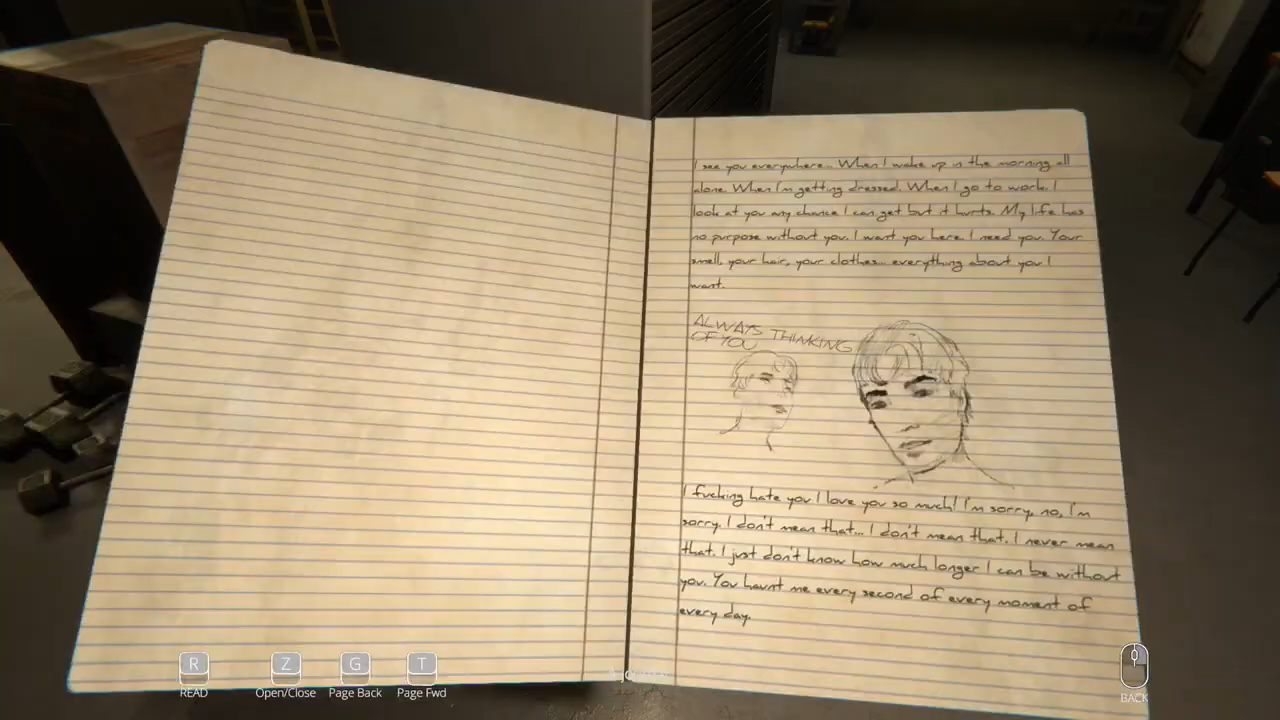 I see you everywhere... When I wake up in the morning all
alone. When I'm getting dressed. When I go to work. I
look at you any chance I can get but it hurts. My life has
no purpose without you. I want you here. I need you. Your
smell, your hair, your clothes... everything about you I
want.
ALWAYS THINKING
OF YOU
I fucking hate you I love you so much! I'm sorry, no, I'm
sorry. I don't mean that... I don't mean that. I never mean
that. I just don't know how much longer I can be without
you. You haunt me every second of every moment of
every day.
R
READ
Z
Open/Close
G
Page Back
T
Page Fwd
BACK